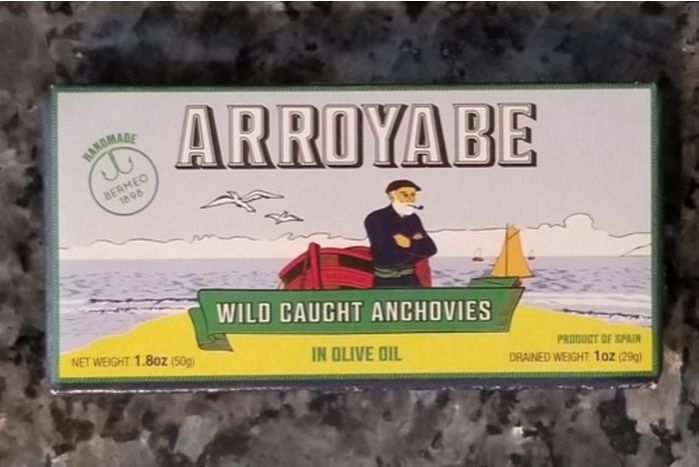 ARROYABE
HANDMADE
BERMEO
1898
WILD CAUGHT ANCHOVIES
IN OLIVE OIL
PRODUCT OF SPAIN
NET WEIGHT 1.8oz (50g)
DRAINED WEIGHT 1oz (29g)